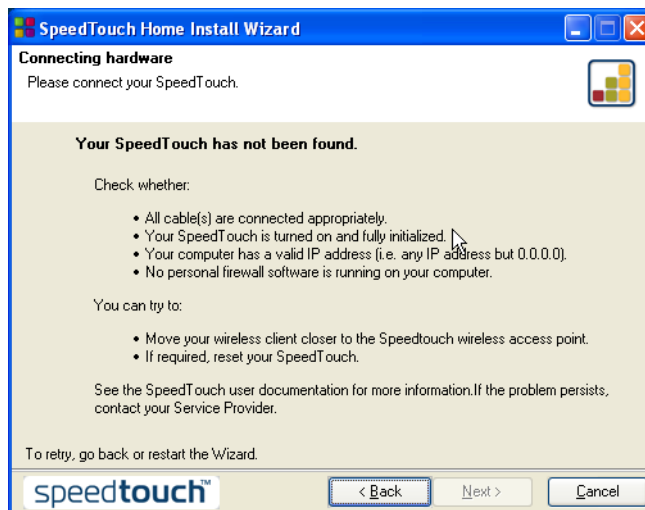 SpeedTouch Home Install Wizard
Connecting hardware
Please connect your SpeedTouch.
Your SpeedTouch has not been found.
Check whether:
• All cable(s) are connected appropriately.
• Your SpeedTouch is turned on and fully initialized.
• Your computer has a valid IP address (i.e. any IP address but 0.0.0.0).
• No personal firewall software is running on your computer.
You can try to:
• Move your wireless client closer to the Speedtouch wireless access point.
• If required, reset your SpeedTouch.
See the SpeedTouch user documentation for more information.If the problem persists,
contact your Service Provider.
To retry, go back or restart the Wizard.
speedtouch™ < Back Next > Cancel